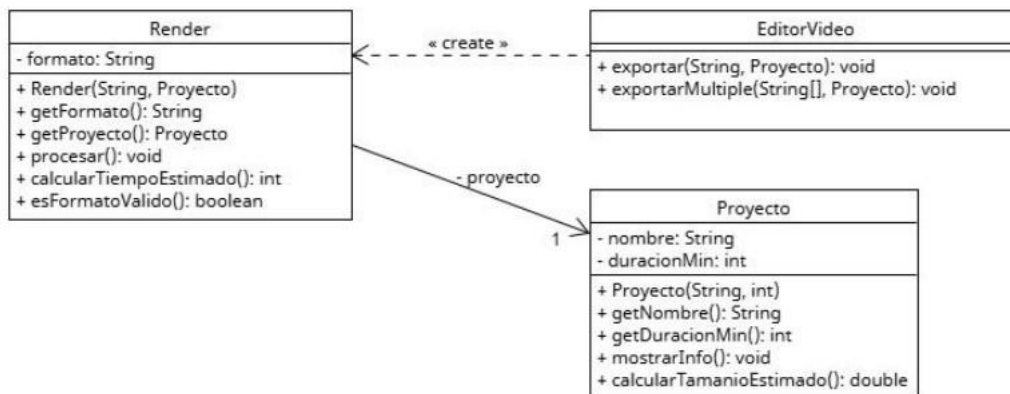 Render
- formato: String
+ Render(String, Proyecto)
+ getFormato(): String
+ getProyecto(): Proyecto
+ procesar(): void
+ calcularTiempoEstimado(): int
+ esFormatoValido(): boolean
« create »
EditorVideo
+ exportar(String, Proyecto): void
+ exportarMultiple(String[], Proyecto): void
- proyecto
1
Proyecto
- nombre: String
- duracionMin: int
+ Proyecto(String, int)
+ getNombre(): String
+ getDuracionMin(): int
+ mostrarInfo(): void
+ calcularTamanioEstimado(): double